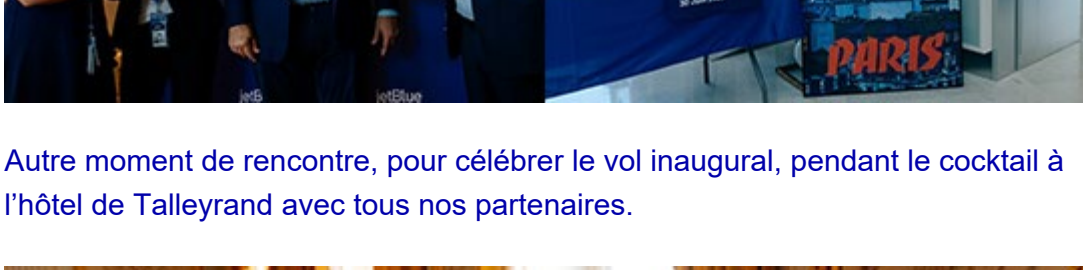 PARIS
jetBlue
Autre moment de rencontre, pour célébrer le vol inaugural, pendant le cocktail à
l’hôtel de Talleyrand avec tous nos partenaires.